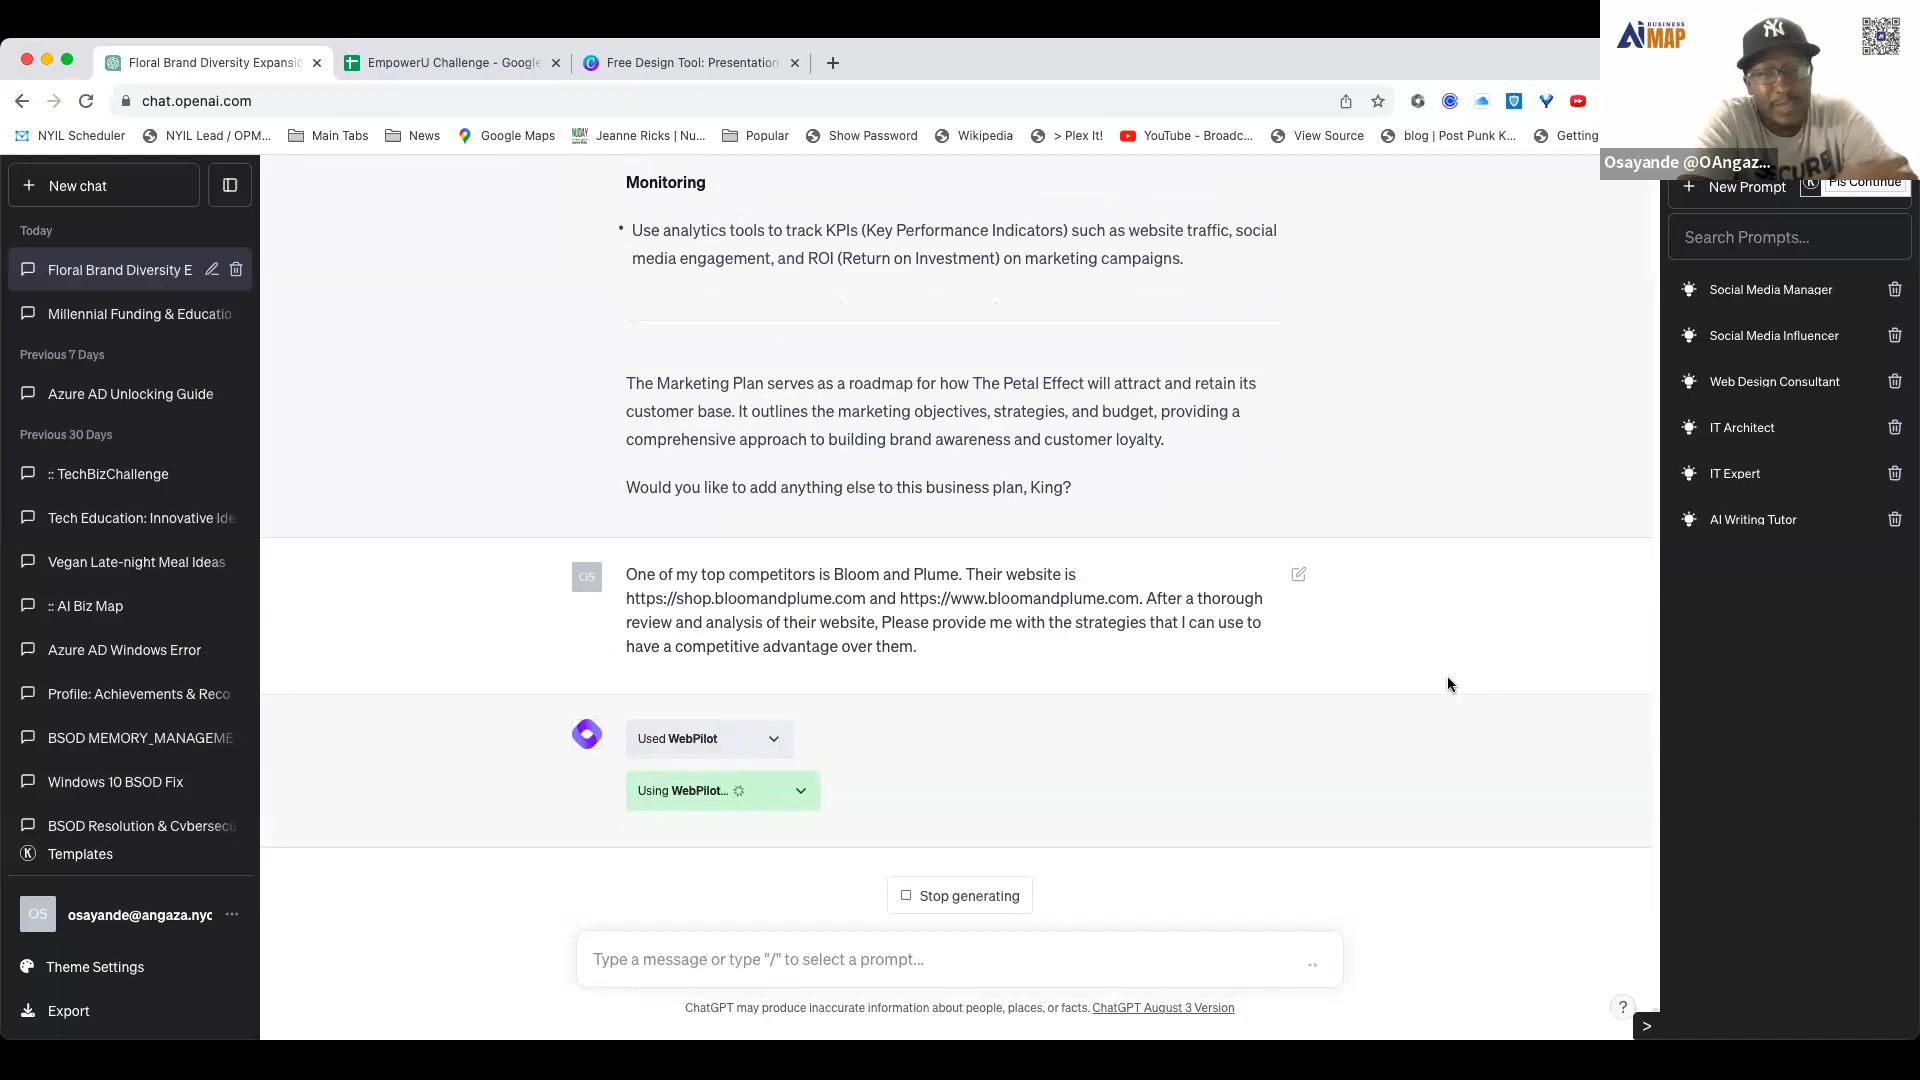 Floral Brand Diversity Expansio
EmpowerU Challenge - Google
Free Design Tool: Presentation
chat.openai.com
NYIL Scheduler
NYIL Lead / OPM...
Main Tabs
News
Google Maps
NUDAY
Jeanne Ricks | Nu...
Popular
Show Password
Wikipedia
> Plex It!
YouTube - Broadc...
View Source
blog | Post Punk K...
Getting
BUSINESS
AiMAP
SECURE
Osayande @OAngaz...
New chat
Today
Floral Brand Diversity E
Millennial Funding & Educatio
Previous 7 Days
Azure AD Unlocking Guide
Previous 30 Days
:: TechBizChallenge
Tech Education: Innovative Ide
Vegan Late-night Meal Ideas
:: AI Biz Map
Azure AD Windows Error
Profile: Achievements & Reco
BSOD MEMORY_MANAGEME
Windows 10 BSOD Fix
BSOD Resolution & Cybersecu
Templates
OS osayande@angaza.nyc ...
Theme Settings
Export
Monitoring
• Use analytics tools to track KPIs (Key Performance Indicators) such as website traffic, social
media engagement, and ROI (Return on Investment) on marketing campaigns.
The Marketing Plan serves as a roadmap for how The Petal Effect will attract and retain its
customer base. It outlines the marketing objectives, strategies, and budget, providing a
comprehensive approach to building brand awareness and customer loyalty.
Would you like to add anything else to this business plan, King?
OS
One of my top competitors is Bloom and Plume. Their website is
https://shop.bloomandplume.com and https://www.bloomandplume.com. After a thorough
review and analysis of their website, Please provide me with the strategies that I can use to
have a competitive advantage over them.
Used WebPilot
Using WebPilot...
Stop generating
Type a message or type "/" to select a prompt...
ChatGPT may produce inaccurate information about people, places, or facts. ChatGPT August 3 Version
?
>
New Prompt
Pls Continue
Search Prompts...
Social Media Manager
Social Media Influencer
Web Design Consultant
IT Architect
IT Expert
AI Writing Tutor